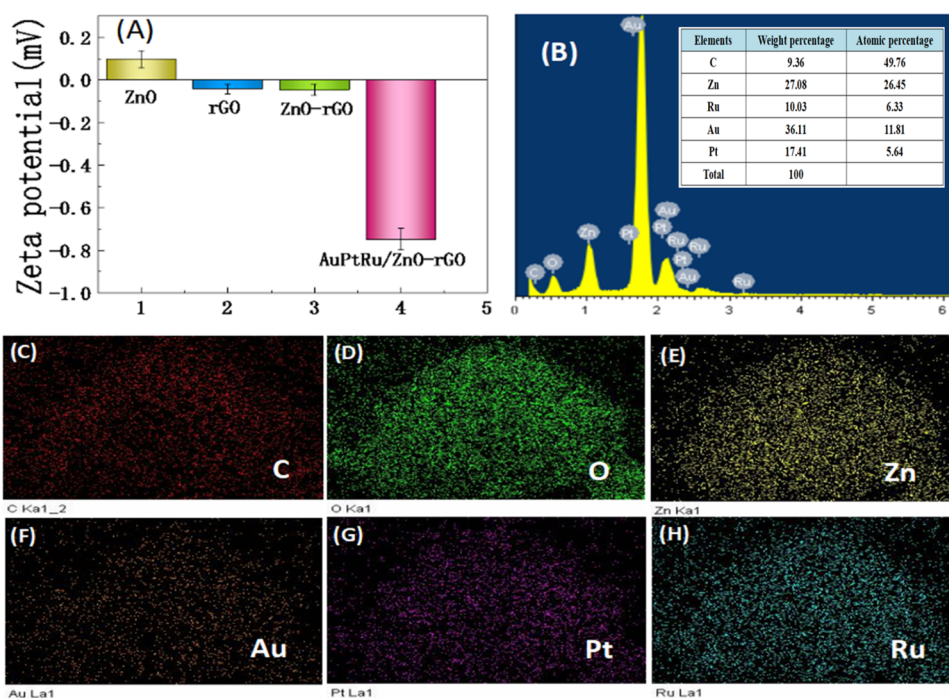 (A)
Zeta potential(mV)
0.2
0.0
-0.2
-0.4
-0.6
-0.8
-1.0
ZnO
rGO
ZnO-rGO
AuPtRu/ZnO-rGO
1 2 3 4 5
(B)
Au
Elements Weight percentage Atomic percentage
C 9.36 49.76
Zn 27.08 26.45
Ru 10.03 6.33
Au 36.11 11.81
Pt 17.41 5.64
Total 100
C
O
Zn
Pt
Au
Pt
Ru
Ru
Pt
Au
Ru
0 1 2 3 4 5 6
(C)
C
C Ka1_2
(D)
O
O Ka1
(E)
Zn
Zn Ka1
(F)
Au
Au La1
(G)
Pt
Pt La1
(H)
Ru
Ru La1